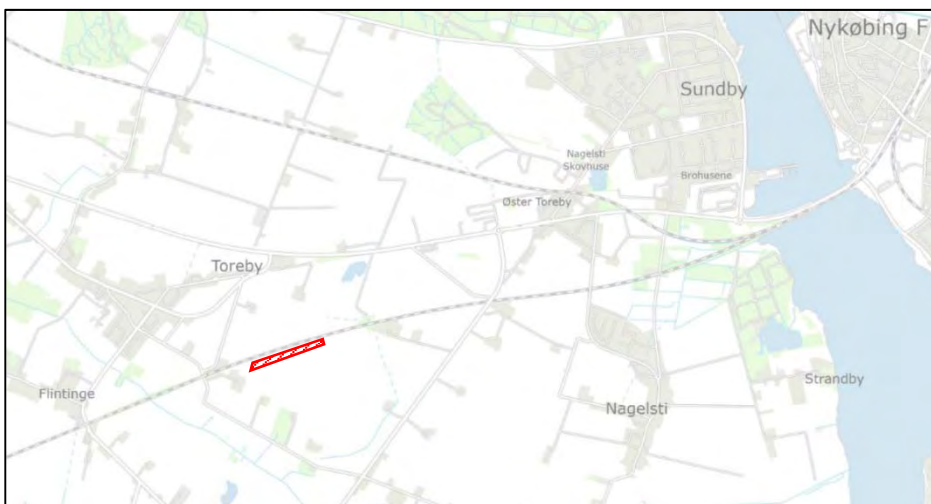 Nykøbing F
Sundby
Nagelsti
Skovhuse
Brohusene
Øster Toreby
Toreby
Strandby
Flintinge
Nagelsti